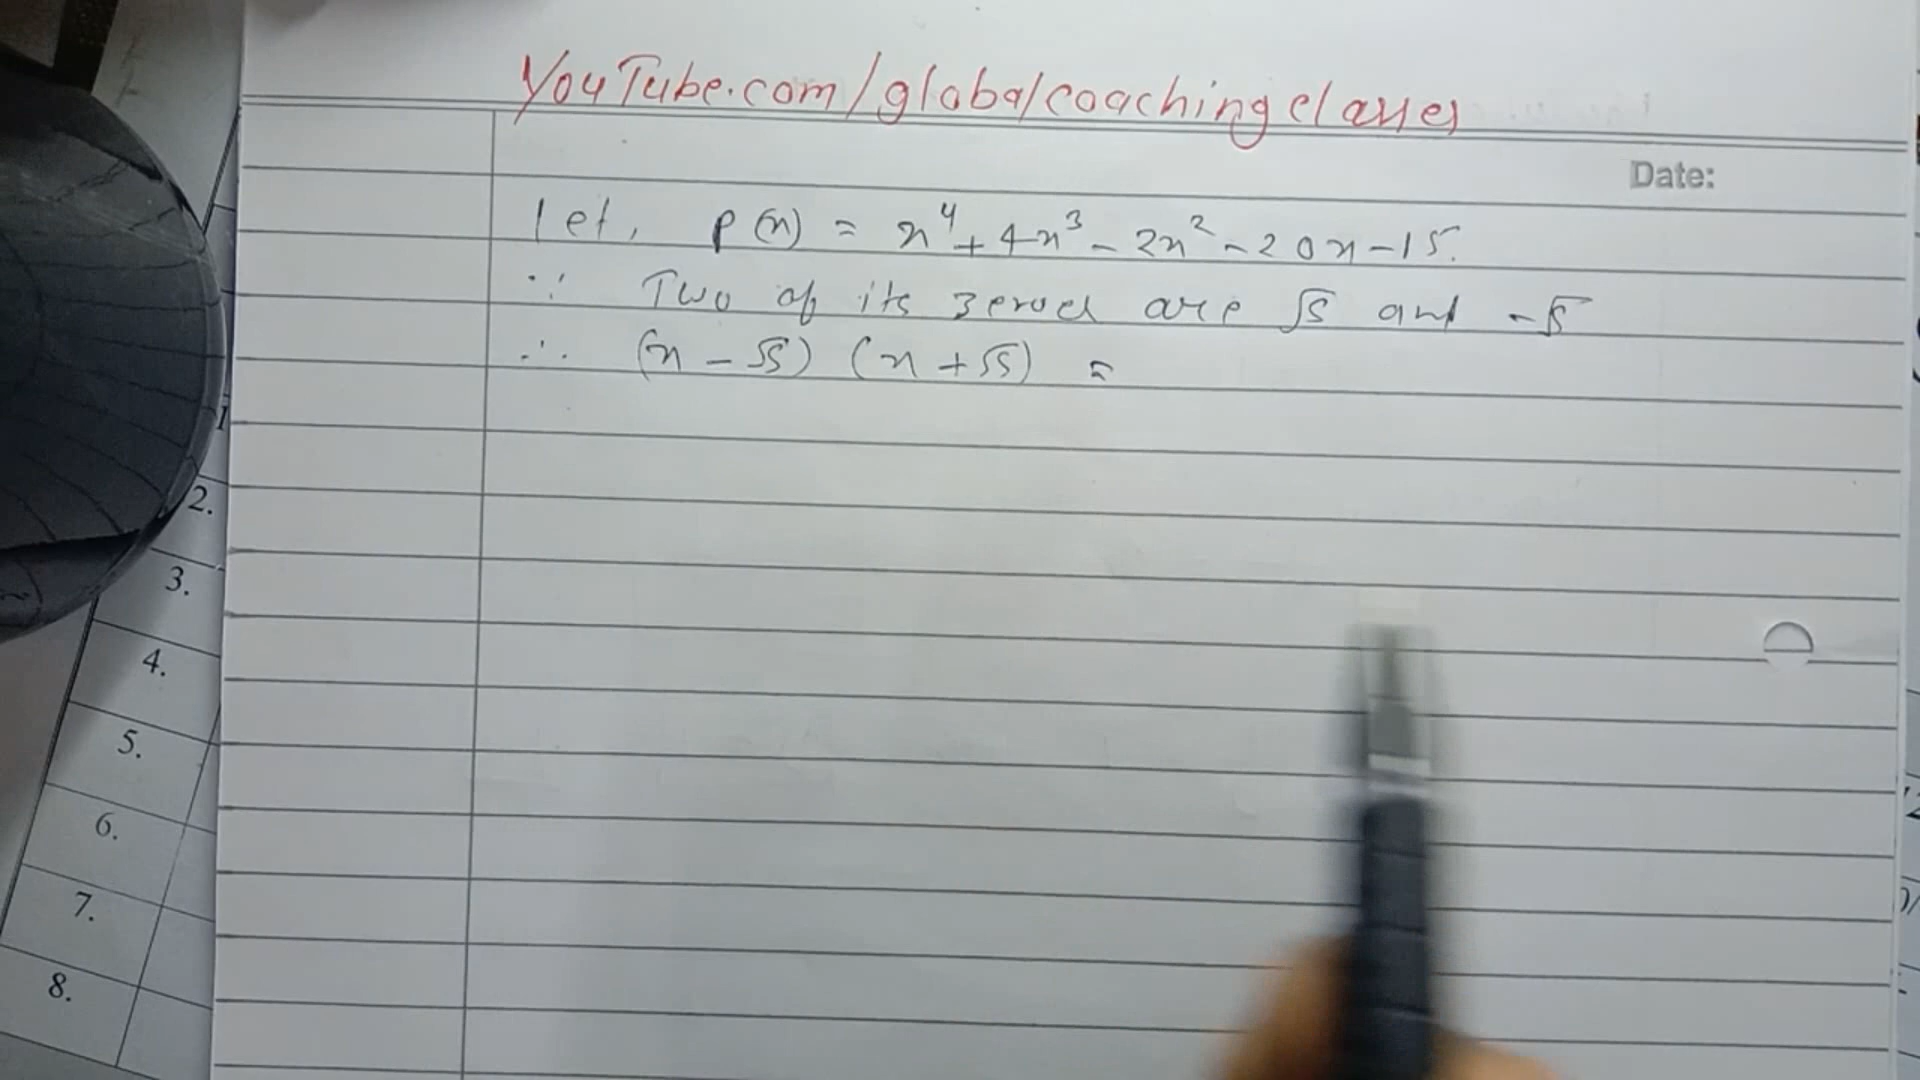 YouTube.com/globalcoachingclasses
Date:
Let, p(x) = x⁴ + 4x³ - 2x² - 20x - 15.
∵ Two of its zeroes are √5 and -√5
∴ (x - √5) (x + √5) =
1
2.
3.
4.
5.
6.
7.
8.